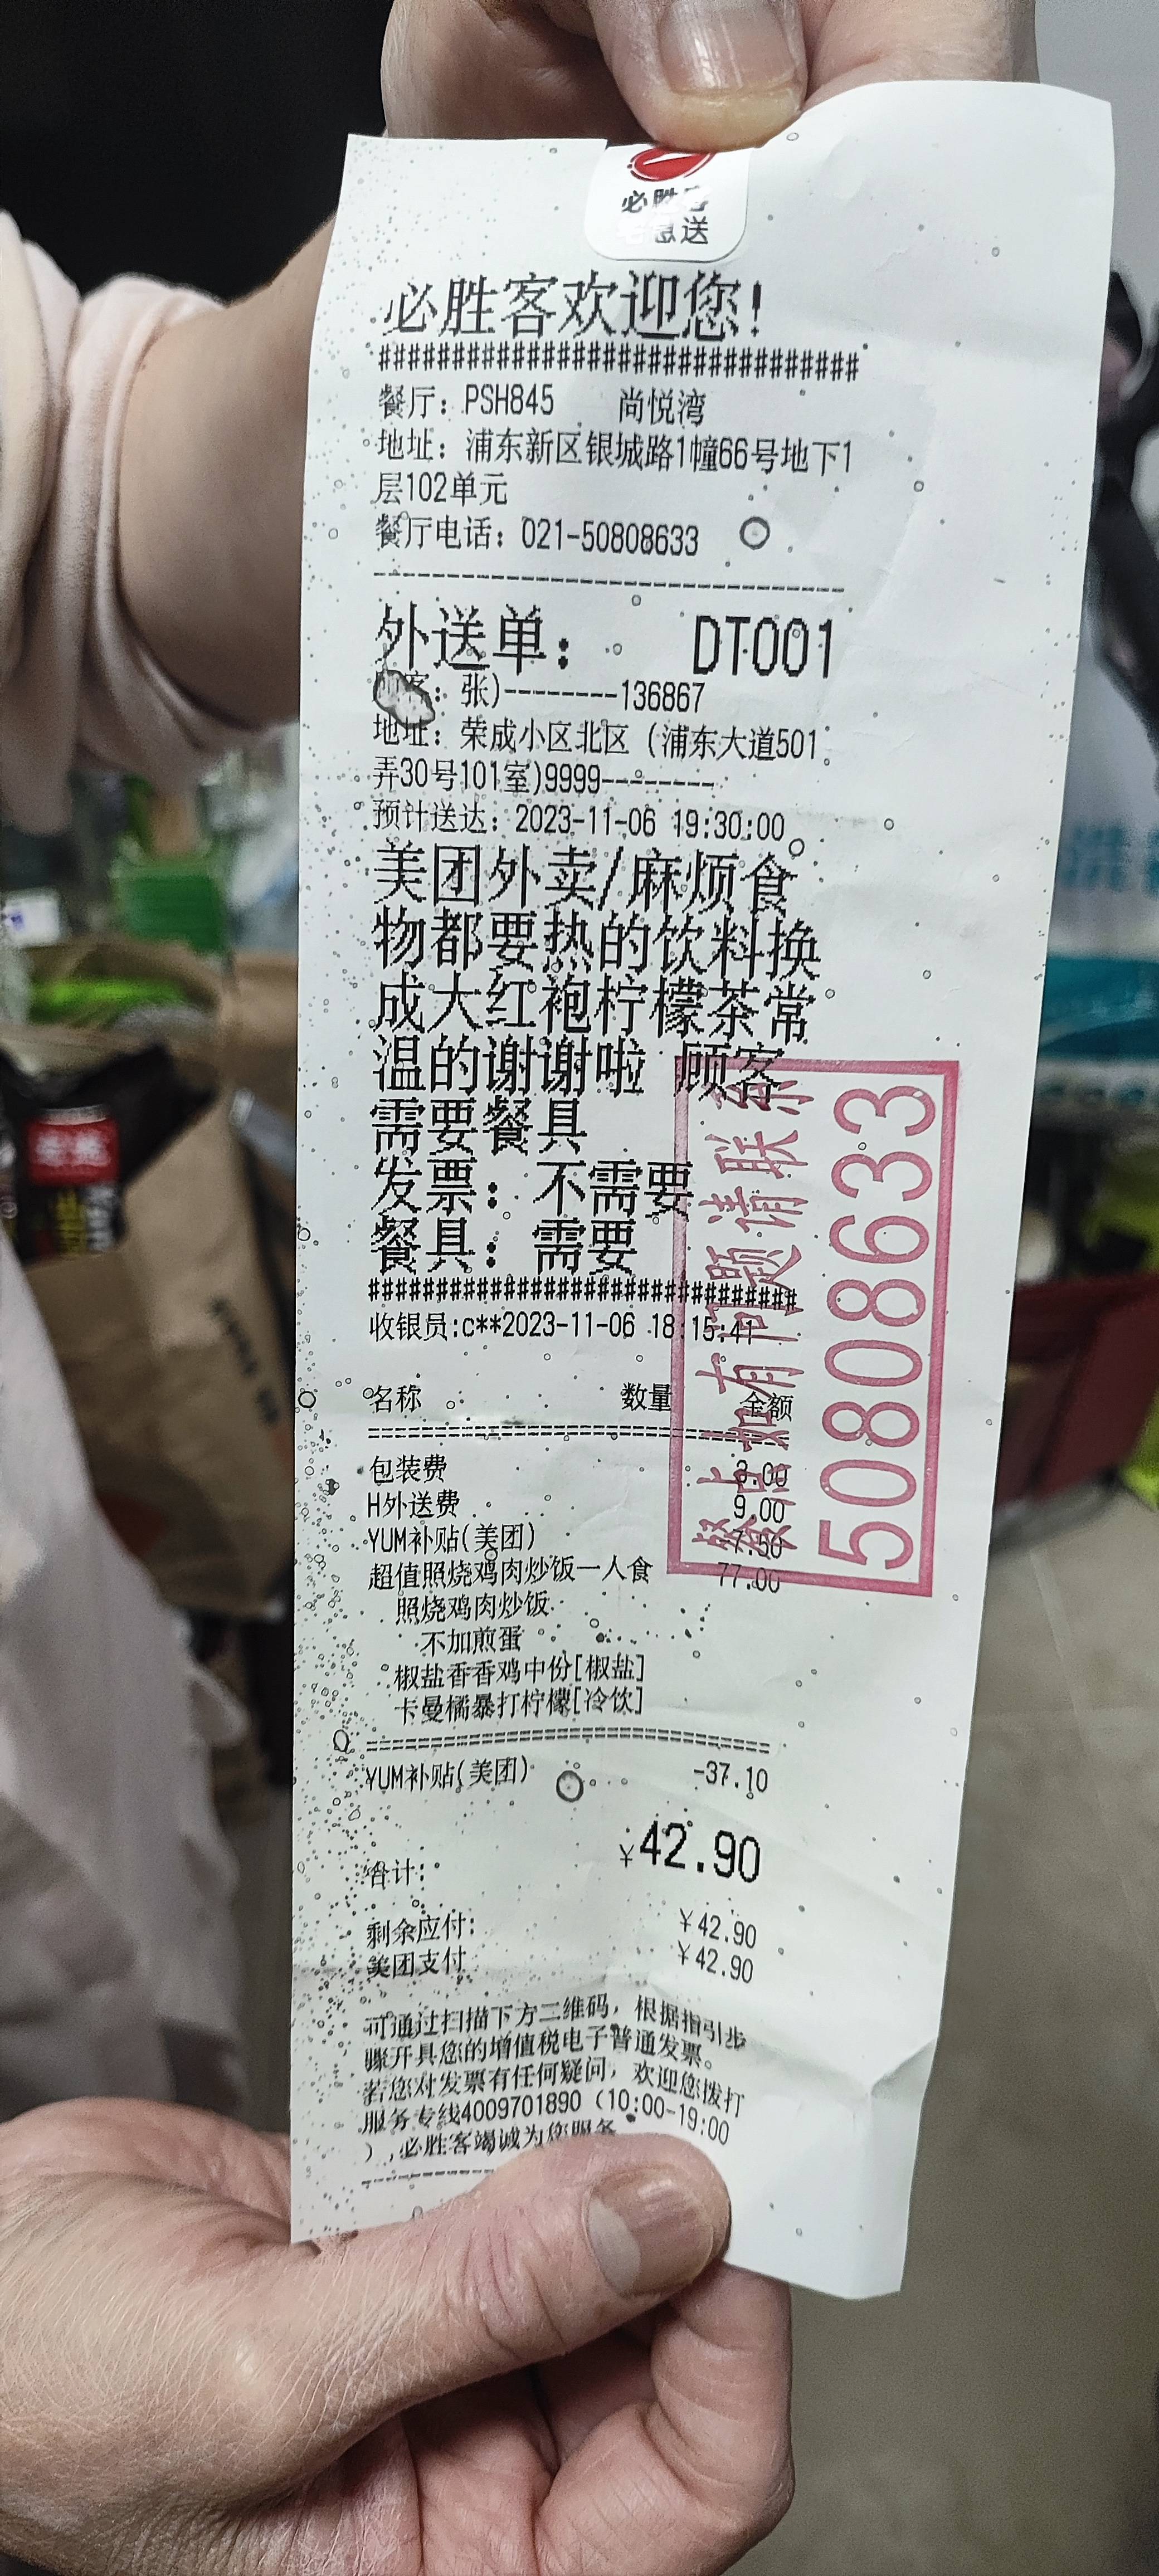 必胜客
宅急送
必胜客欢迎您!
#################################
餐厅: PSH845 尚悦湾
地址: 浦东新区银城路1幢66号地下1
层102单元
餐厅电话: 021-50808633
--------------------------------
外送单: DT001
顾客: 张)--------136867
地址: 荣成小区北区 (浦东大道501
弄30号101室)9999--------
预计送达: 2023-11-06 19:30:00
美团外卖/麻烦食
物都要热的饮料换
成大红袍柠檬茶常
温的谢谢啦 顾客
需要餐具
发票: 不需要
餐具: 需要
#################################
收银员:c**2023-11-06 18:15:41
名称 数量 金额
================================
包装费 3.00
H外送费 9.00
YUM补贴(美团) -7.50
超值照烧鸡肉炒饭一人食 77.00
照烧鸡肉炒饭
不加煎蛋
椒盐香香鸡中份[椒盐]
卡曼橘暴打柠檬[冷饮]
================================
YUM补贴(美团) -37.10
合计: ¥42.90
剩余应付: ¥42.90
美团支付 ¥42.90
可通过扫描下方二维码, 根据指引步
骤开具您的增值税电子普通发票。
若您对发票有任何疑问, 欢迎您拨打
服务专线4009701890 (10:00-19:00
),必胜客竭诚为您服务
如有问题请联系
50808633